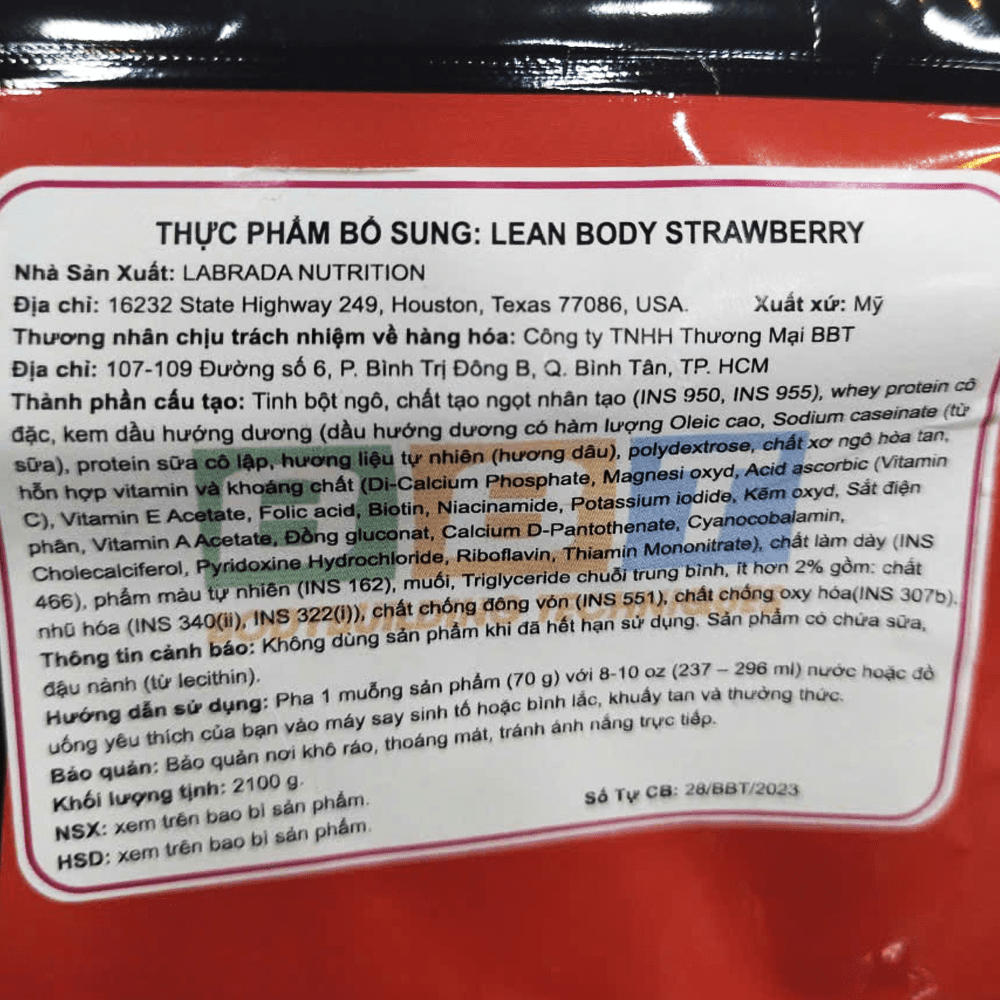 THỰC PHẨM BỔ SUNG: LEAN BODY STRAWBERRY
Nhà Sản Xuất: LABRADA NUTRITION
Địa chỉ: 16232 State Highway 249, Houston, Texas 77086, USA. Xuất xứ: Mỹ
Thương nhân chịu trách nhiệm về hàng hóa: Công ty TNHH Thương Mại BBT
Địa chỉ: 107-109 Đường số 6, P. Bình Trị Đông B, Q. Bình Tân, TP. HCM
Thành phần cấu tạo: Tinh bột ngô, chất tạo ngọt nhân tạo (INS 950, INS 955), whey protein cô
đặc, kem dầu hướng dương (dầu hướng dương có hàm lượng Oleic cao, Sodium caseinate (từ
sữa), protein sữa cô lập, hương liệu tự nhiên (hương dâu), polydextrose, chất xơ ngô hòa tan,
hỗn hợp vitamin và khoáng chất (Di-Calcium Phosphate, Magnesi oxyd, Acid ascorbic (Vitamin
C), Vitamin E Acetate, Folic acid, Biotin, Niacinamide, Potassium iodide, Kẽm oxyd, Sắt điện
phân, Vitamin A Acetate, Đồng gluconat, Calcium D-Pantothenate, Cyanocobalamin,
Cholecalciferol, Pyridoxine Hydrochloride, Riboflavin, Thiamin Mononitrate), chất làm dày (INS
466), phẩm màu tự nhiên (INS 162), muối, Triglyceride chuỗi trung bình, ít hơn 2% gồm: chất
nhũ hóa (INS 340(ii), INS 322(i)), chất chống đông vón (INS 551), chất chống oxy hóa(INS 307b).
Thông tin cảnh báo: Không dùng sản phẩm khi đã hết hạn sử dụng. Sản phẩm có chứa sữa,
đậu nành (từ lecithin).
Hướng dẫn sử dụng: Pha 1 muỗng sản phẩm (70 g) với 8-10 oz (237 – 296 ml) nước hoặc đồ
uống yêu thích của bạn vào máy say sinh tố hoặc bình lắc, khuấy tan và thưởng thức.
Bảo quản: Bảo quản nơi khô ráo, thoáng mát, tránh ánh nắng trực tiếp.
Khối lượng tịnh: 2100 g.
Số Tự CB: 28/BBT/2023
NSX: xem trên bao bì sản phẩm.
HSD: xem trên bao bì sản phẩm.